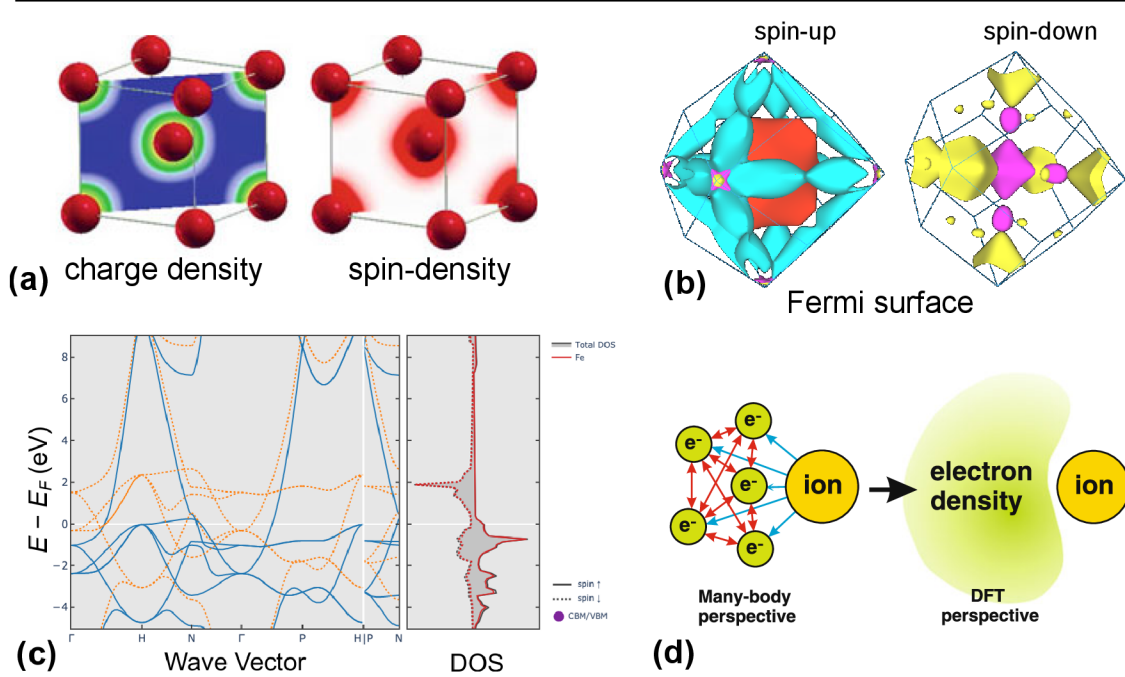 charge density
spin-density
(a)
spin-up
spin-down
(b)
Fermi surface
E − E_F (eV)
8
6
4
2
0
−2
−4
Γ
H
N
Γ
P
H|P
N
Wave Vector
DOS
(c)
Total DOS
Fe
spin ↑
spin ↓
CBM/VBM
e-
e-
e-
e-
e-
ion
electron
density
ion
Many-body
perspective
DFT
perspective
(d)